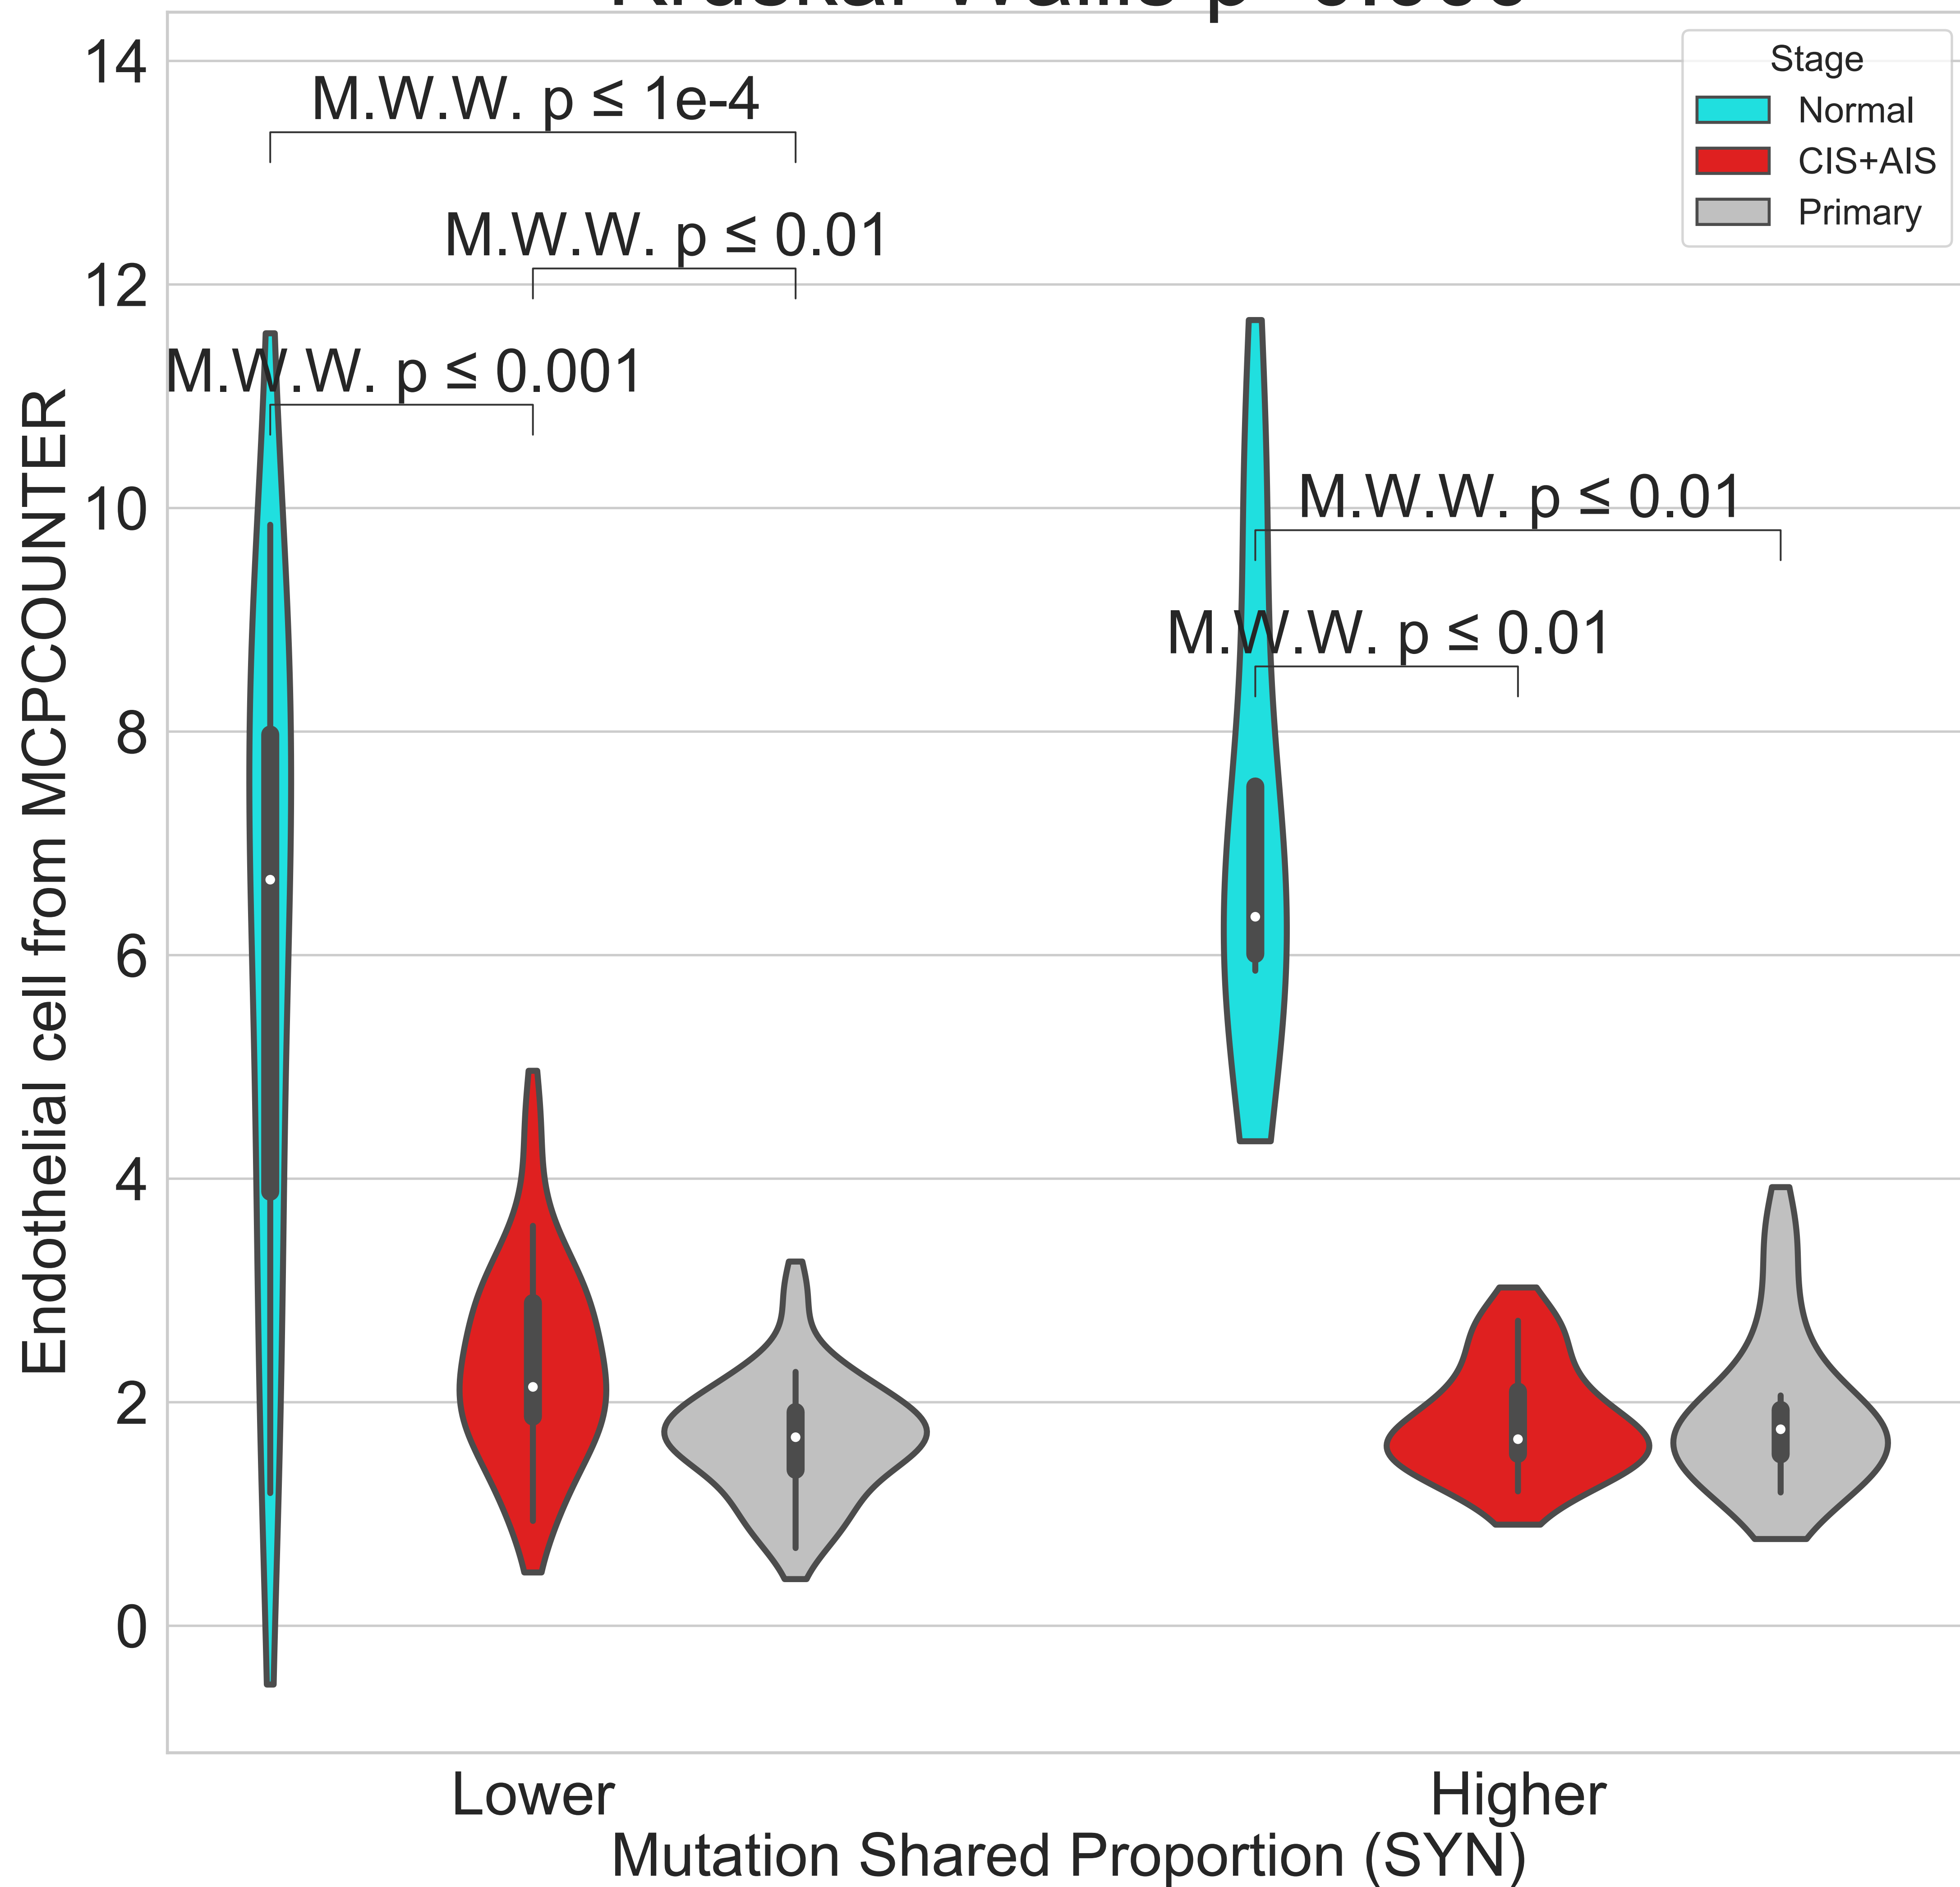 14
12
10
8
6
4
2
0
Endothelial cell from MCPCOUNTER
M.W.W. p ≤ 1e-4
M.W.W. p ≤ 0.01
M.W.W. p ≤ 0.001
M.W.W. p ≤ 0.01
M.W.W. p ≤ 0.01
Stage
Normal
CIS+AIS
Primary
Lower
Higher
Mutation Shared Proportion (SYN)